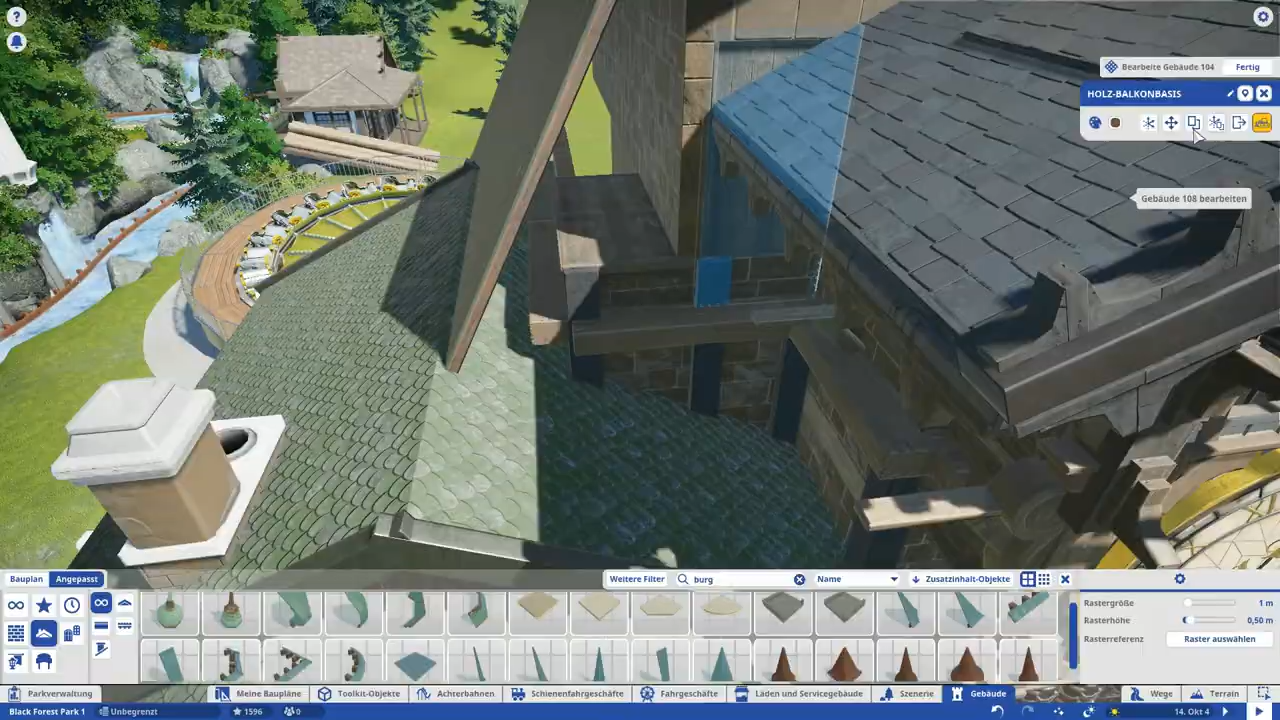 ?
Bearbeite Gebäude 104 Fertig
HOLZ-BALKONBASIS
Gebäude 108 bearbeiten
Bauplan Angepasst
Weitere Filter burg Name Zusatzinhalt-Objekte
Rastergröße 1 m
Rasterhöhe 0,50 m
Rasterreferenz Raster auswählen
Parkverwaltung Meine Baupläne Toolkit-Objekte Achterbahnen Schienenfahrgeschäfte Fahrgeschäfte Läden und Servicegebäude Szenerie Gebäude Wege Terrain
Black Forest Park 1 Unbegrenzt 1596 0 14. Okt 4